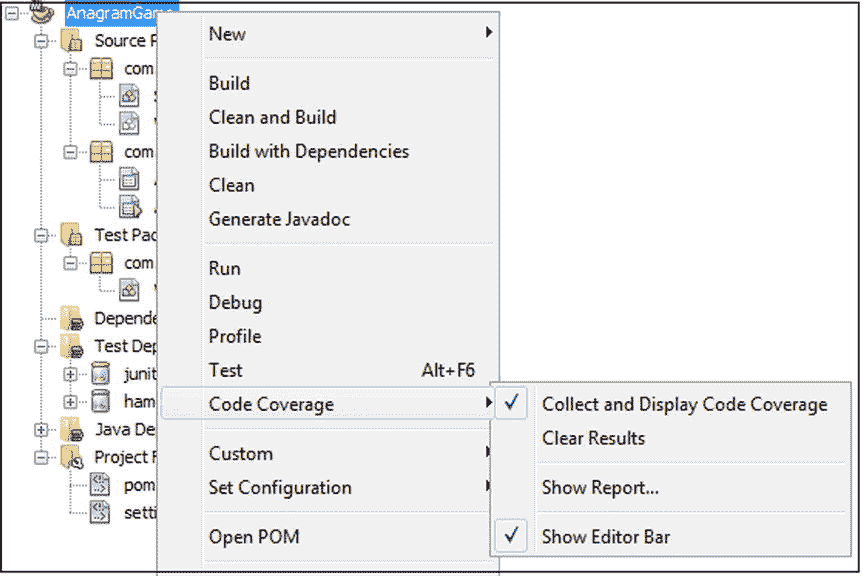 AnagramGame
Source P
com
com
Test Pac
com
Depende
Test Dep
junit
ham
Java De
Project F
pom
setti
New
Build
Clean and Build
Build with Dependencies
Clean
Generate Javadoc
Run
Debug
Profile
Test Alt+F6
Code Coverage
Custom
Set Configuration
Open POM
Collect and Display Code Coverage
Clear Results
Show Report...
Show Editor Bar